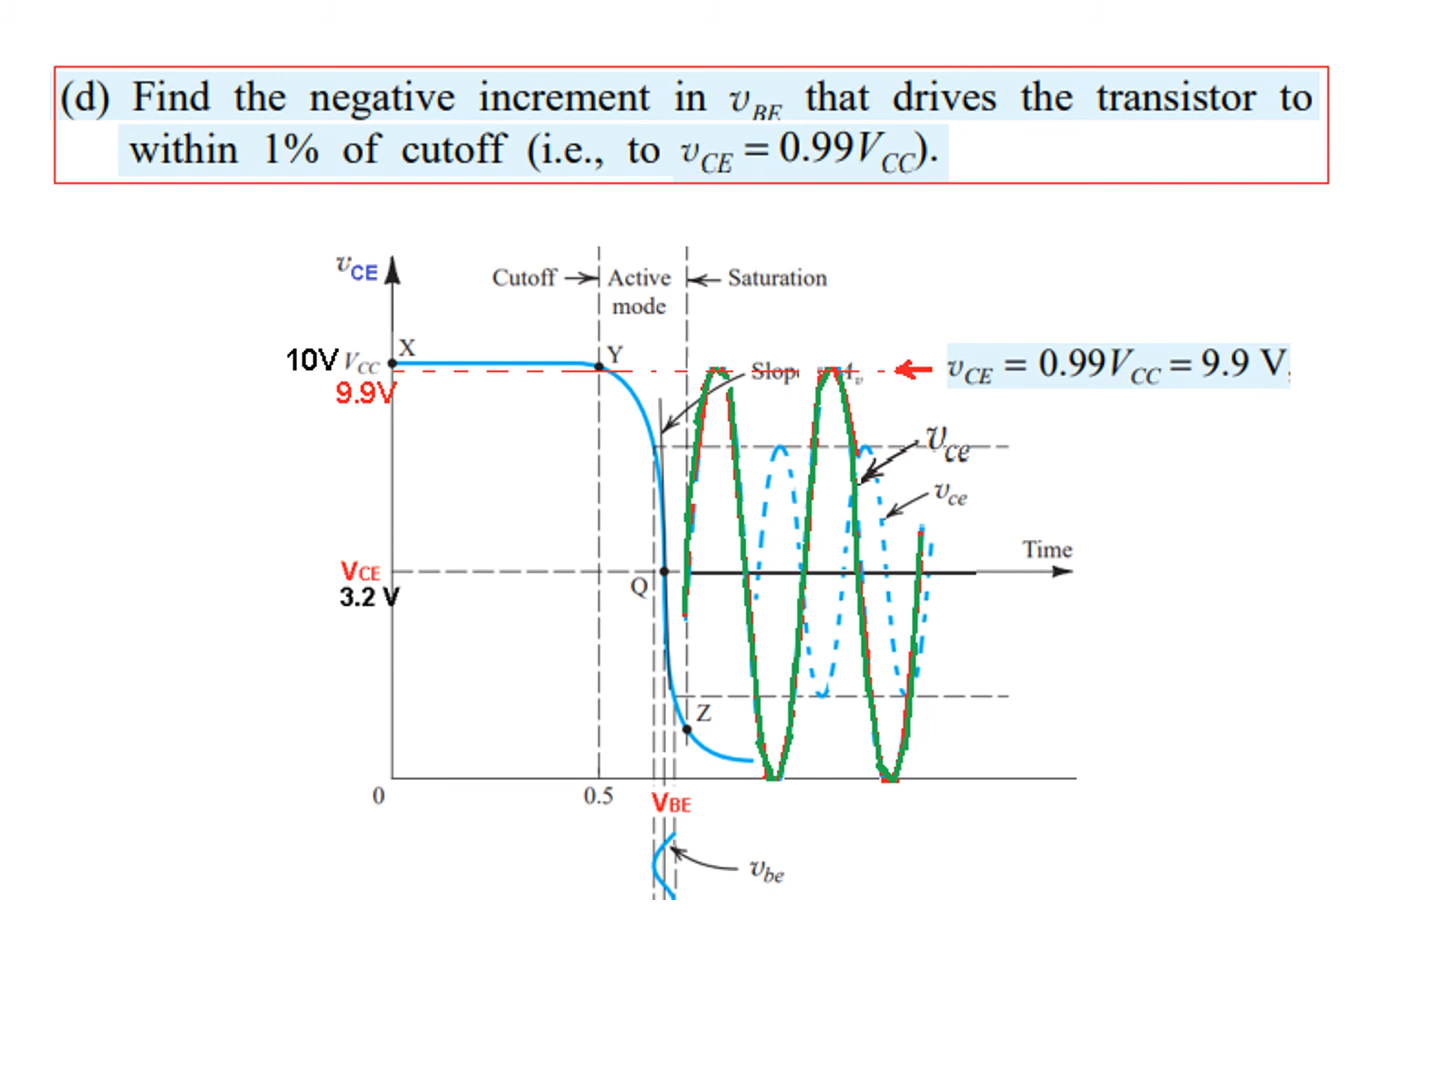 (d) Find the negative increment in v_BE that drives the transistor to
within 1% of cutoff (i.e., to v_CE = 0.99V_CC).
v_CE
Cutoff
Active
mode
Saturation
10V V_CC
X
Y
9.9V
v_CE = 0.99V_CC = 9.9 V
v_ce
v_ce
Time
V_CE
3.2 V
Q
Z
0
0.5
V_BE
v_be